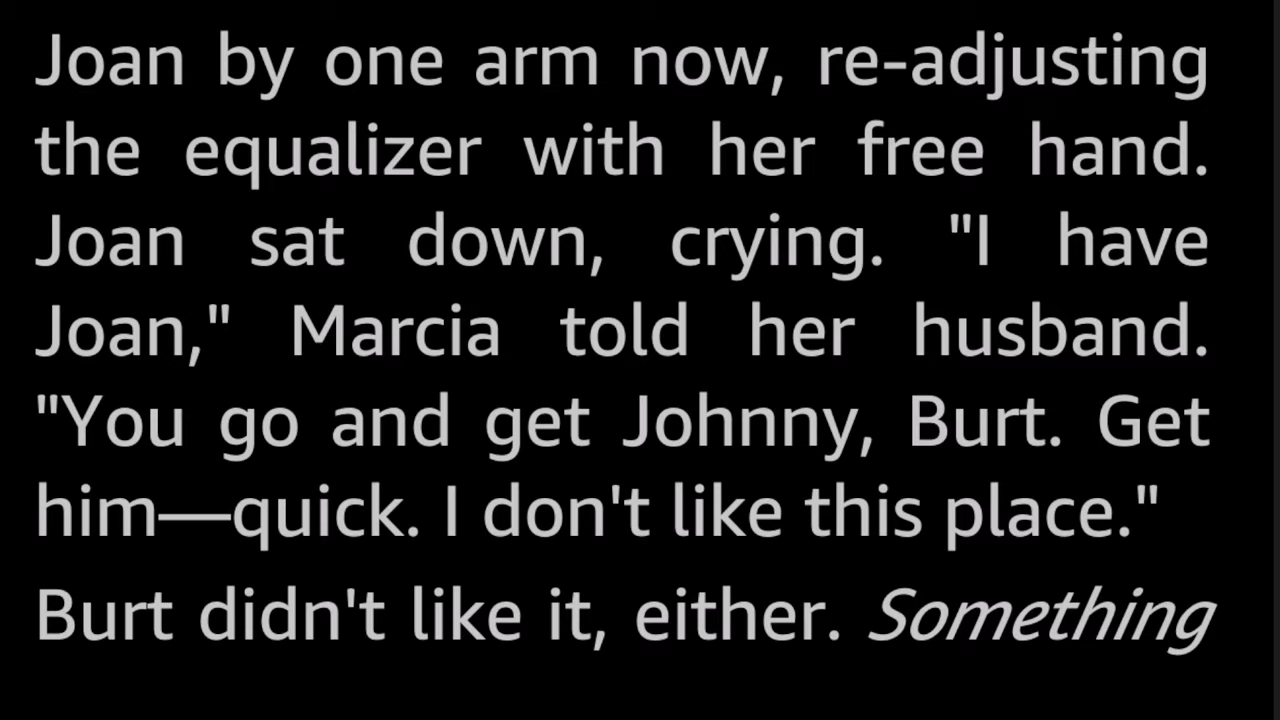 Joan by one arm now, re-adjusting
the equalizer with her free hand.
Joan sat down, crying. "I have
Joan," Marcia told her husband.
"You go and get Johnny, Burt. Get
him—quick. I don't like this place."
Burt didn't like it, either. Something